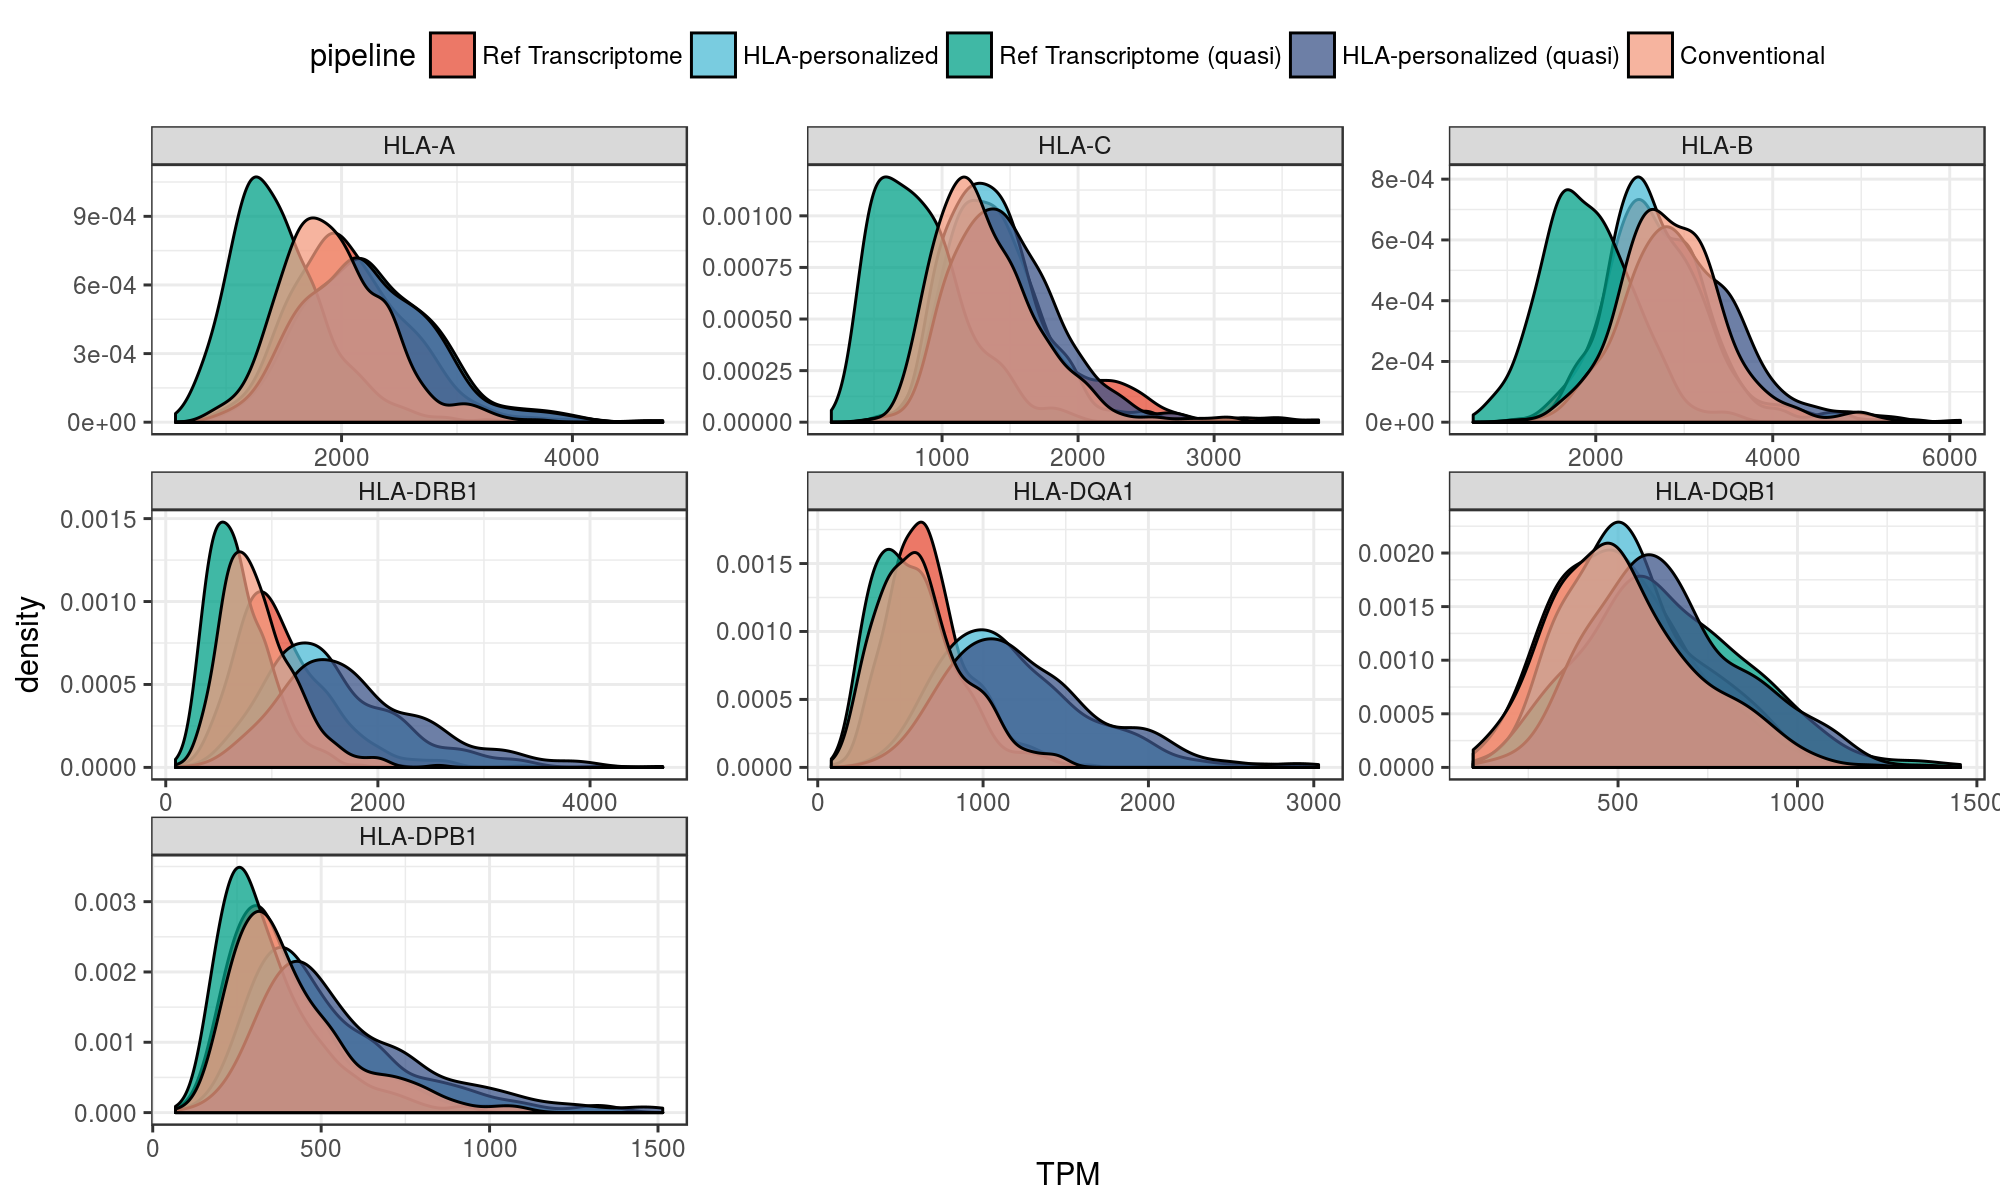 pipeline Ref Transcriptome HLA-personalized Ref Transcriptome (quasi) HLA-personalized (quasi) Conventional
HLA-A HLA-C HLA-B
9e-04
6e-04
3e-04
0e+00
2000 4000
0.00100
0.00075
0.00050
0.00025
0.00000
1000 2000 3000
8e-04
6e-04
4e-04
2e-04
0e+00
2000 4000 6000
HLA-DRB1 HLA-DQA1 HLA-DQB1
0.0015
0.0010
0.0005
0.0000
0 2000 4000
0.0015
0.0010
0.0005
0.0000
0 1000 2000 3000
0.0020
0.0015
0.0010
0.0005
0.0000
500 1000 1500
HLA-DPB1
0.003
0.002
0.001
0.000
0 500 1000 1500
density
TPM